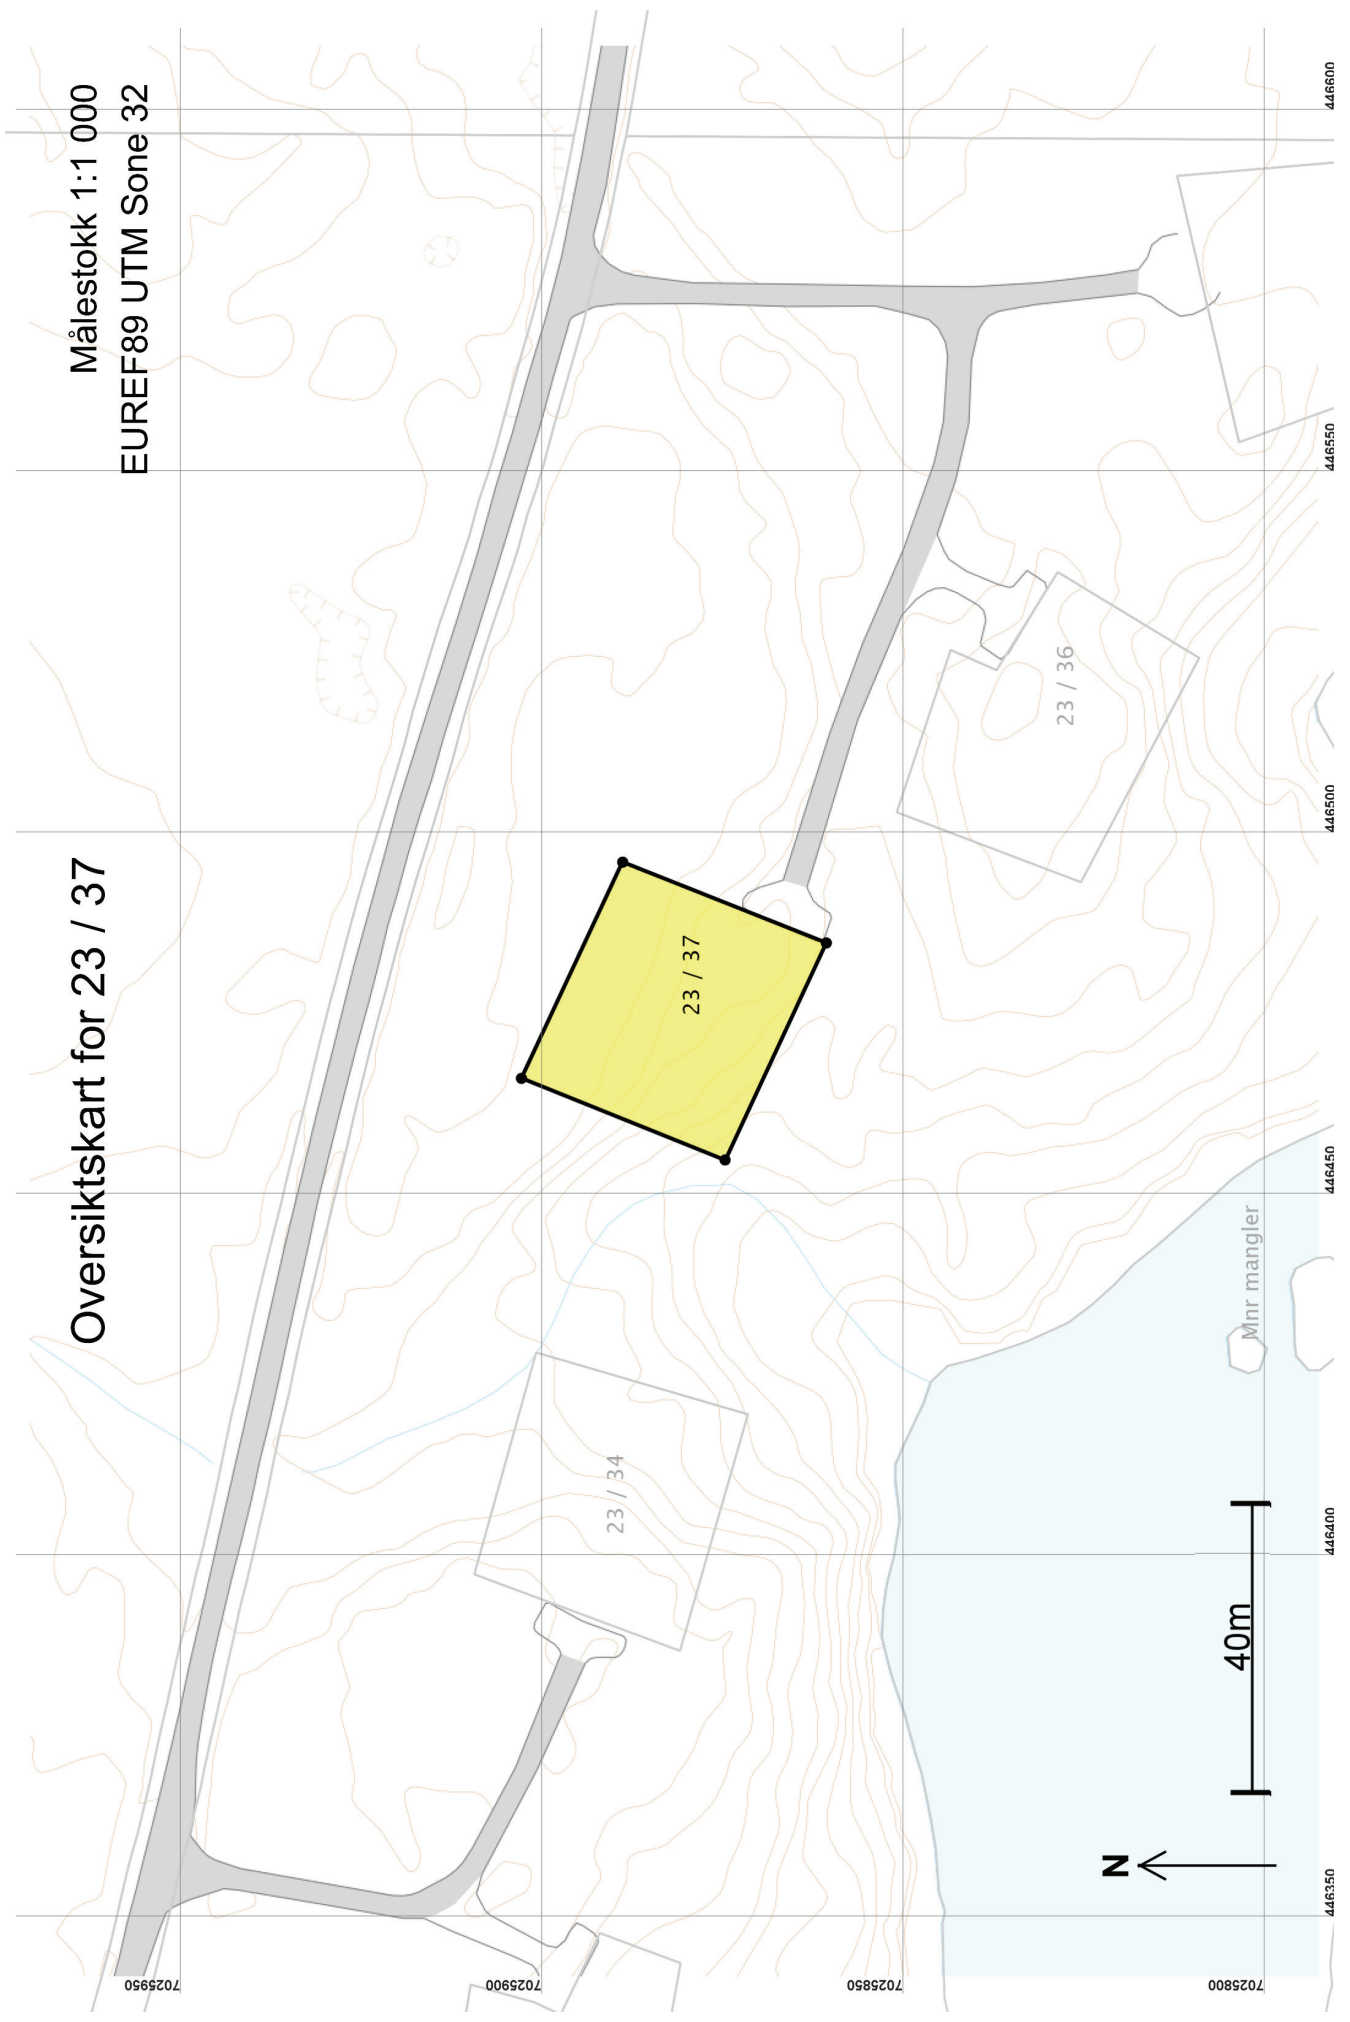 Oversiktskart for 23 / 37
Målestokk 1:1 000
EUREF89 UTM Sone 32
23 / 37
23 / 36
23 / 34
Mnr mangler
40m
N
446350
446400
446450
446500
446550
446600
7025950
7025900
7025850
7025800